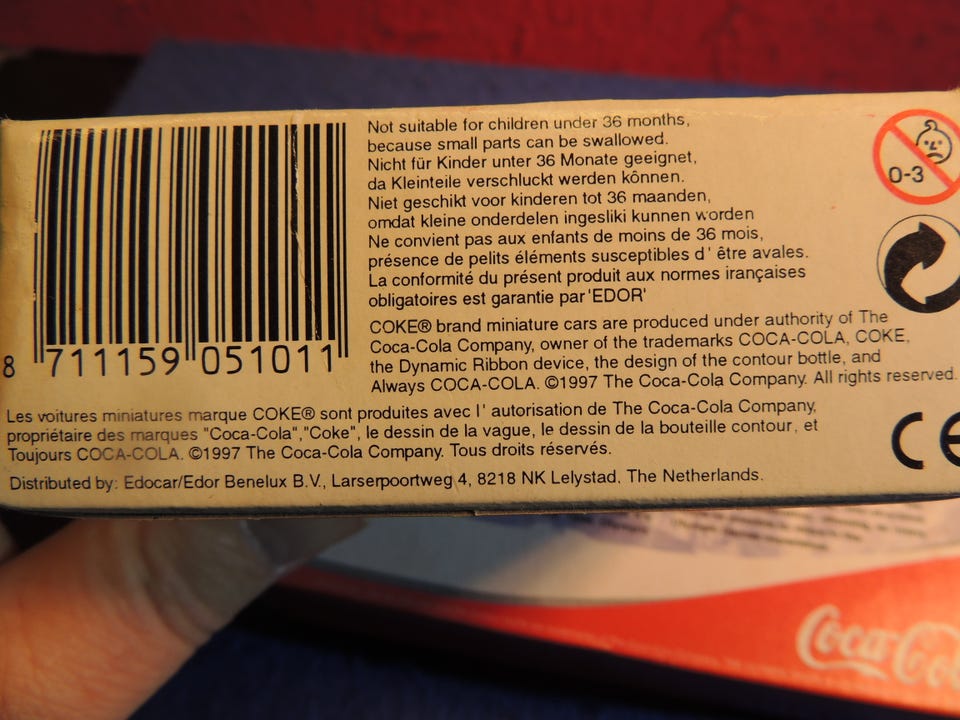 Not suitable for children under 36 months,
because small parts can be swallowed.
Nicht für Kinder unter 36 Monate geeignet,
da Kleinteile verschluckt werden kônnen.
Niet geschikt voor kinderen tot 36 maanden,
omdat kleine onderdelen ingesliki kunnen worden
Ne convient pas aux enfants de moins de 36 mois,
présence de pelits éléments susceptibles d' être avales.
La conformité du présent produit aux normes irançaises
obligatoires est garantie par 'EDOR'
0-3
COKE® brand miniature cars are produced under authority of The
Coca-Cola Company, owner of the trademarks COCA-COLA, COKE,
the Dynamic Ribbon device, the design of the contour bottle, and
Always COCA-COLA. ©1997 The Coca-Cola Company. All rights reserved.
8 711159 051011
Les voitures miniatures marque COKE® sont produites avec l' autorisation de The Coca-Cola Company,
propriétaire des marques "Coca-Cola","Coke", le dessin de la vague, le dessin de la bouteille contour, et
Toujours COCA-COLA. ©1997 The Coca-Cola Company. Tous droits réservés.
CE
Distributed by: Edocar/Edor Benelux B.V., Larserpoortweg 4, 8218 NK Lelystad, The Netherlands.
Coca-Co